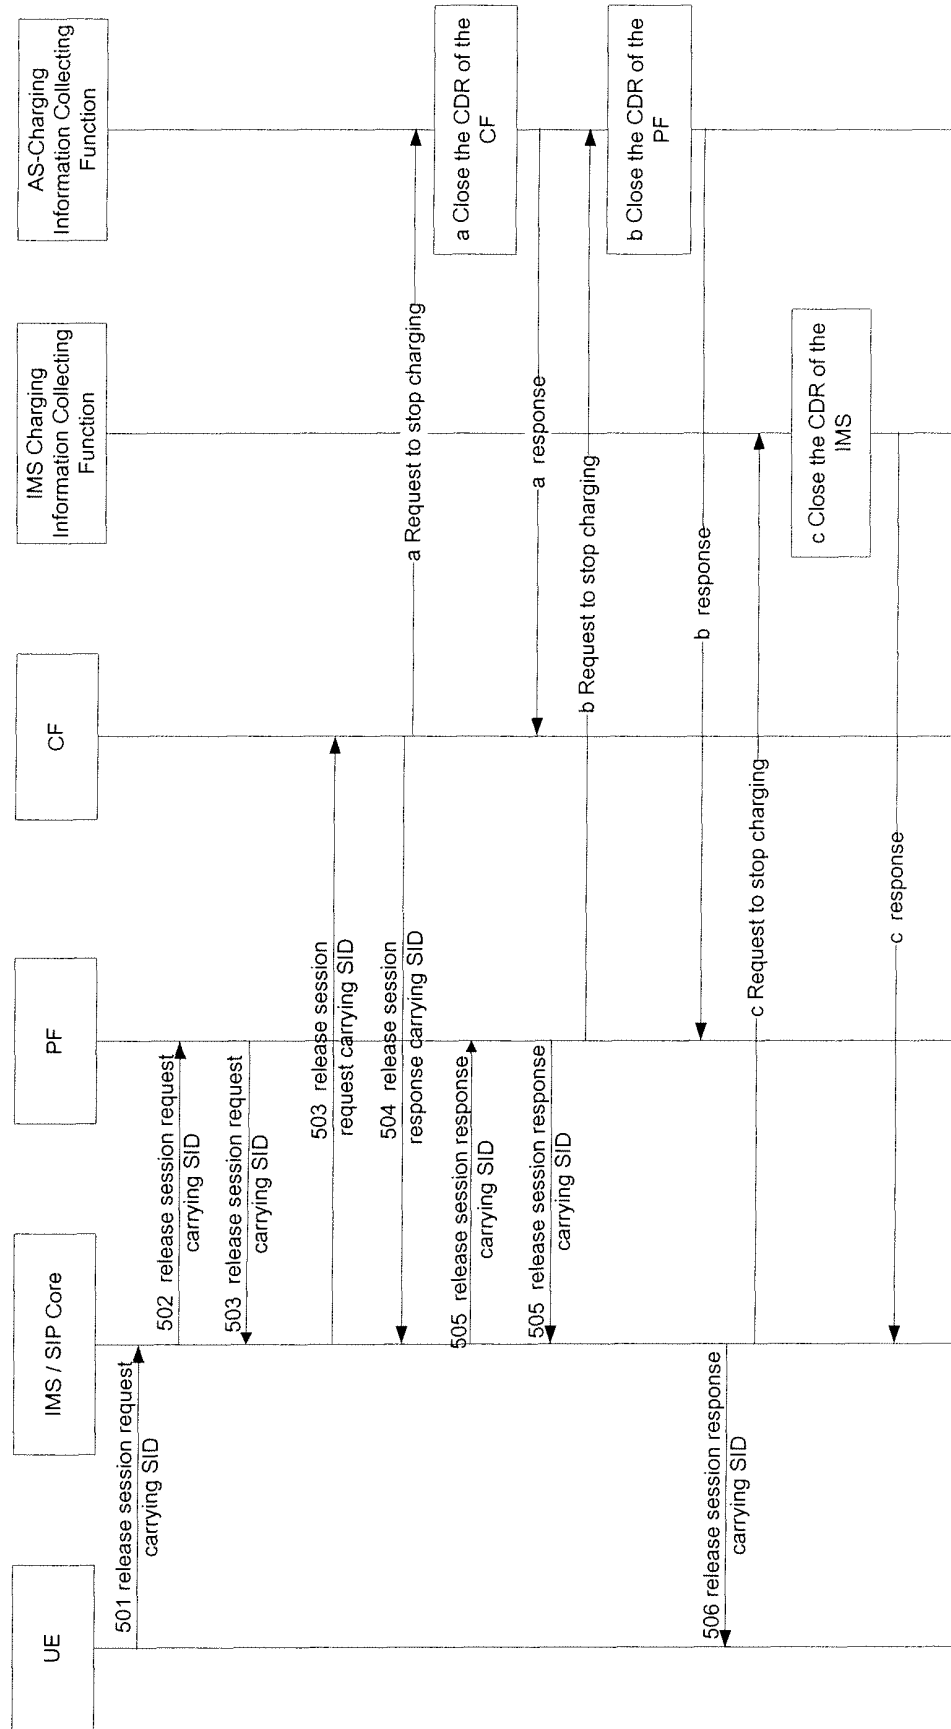 UE
IMS / SIP Core
PF
CF
IMS Charging
Information Collecting
Function
AS-Charging
Information Collecting
Function
501 release session request
carrying SID
502 release session request
carrying SID
503 release session request
carrying SID
503 release session
request carrying SID
504 release session
response carrying SID
a Request to stop charging
a Close the CDR of the
CF
505 release session response
carrying SID
a response
505 release session response
carrying SID
b Request to stop charging
b Close the CDR of the
PF
b response
506 release session response
carrying SID
c Request to stop charging
c Close the CDR of the
IMS
c response